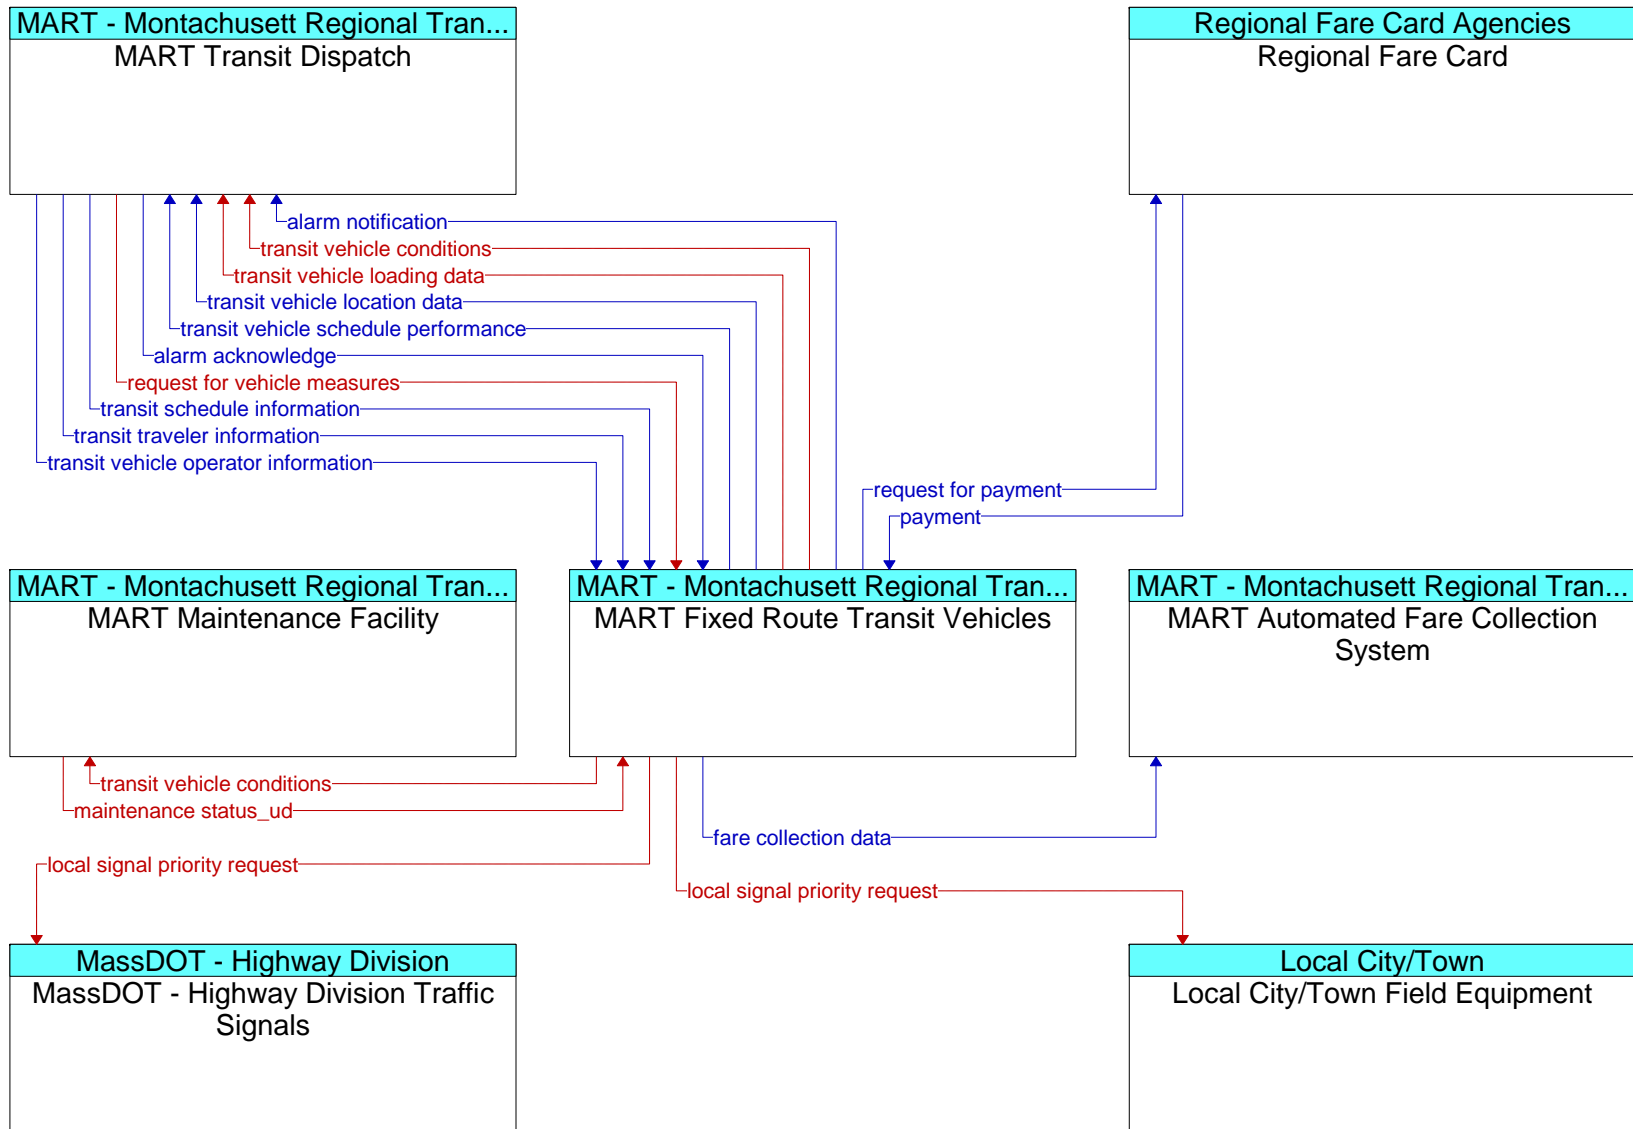 MART - Montachusett Regional Tran...
MART Transit Dispatch
Regional Fare Card Agencies
Regional Fare Card
alarm notification
transit vehicle conditions
transit vehicle loading data
transit vehicle location data
transit vehicle schedule performance
alarm acknowledge
request for vehicle measures
transit schedule information
transit traveler information
transit vehicle operator information
request for payment
payment
MART - Montachusett Regional Tran...
MART Maintenance Facility
MART - Montachusett Regional Tran...
MART Fixed Route Transit Vehicles
MART - Montachusett Regional Tran...
MART Automated Fare Collection
System
transit vehicle conditions
maintenance status_ud
fare collection data
local signal priority request
local signal priority request
MassDOT - Highway Division
MassDOT - Highway Division Traffic
Signals
Local City/Town
Local City/Town Field Equipment